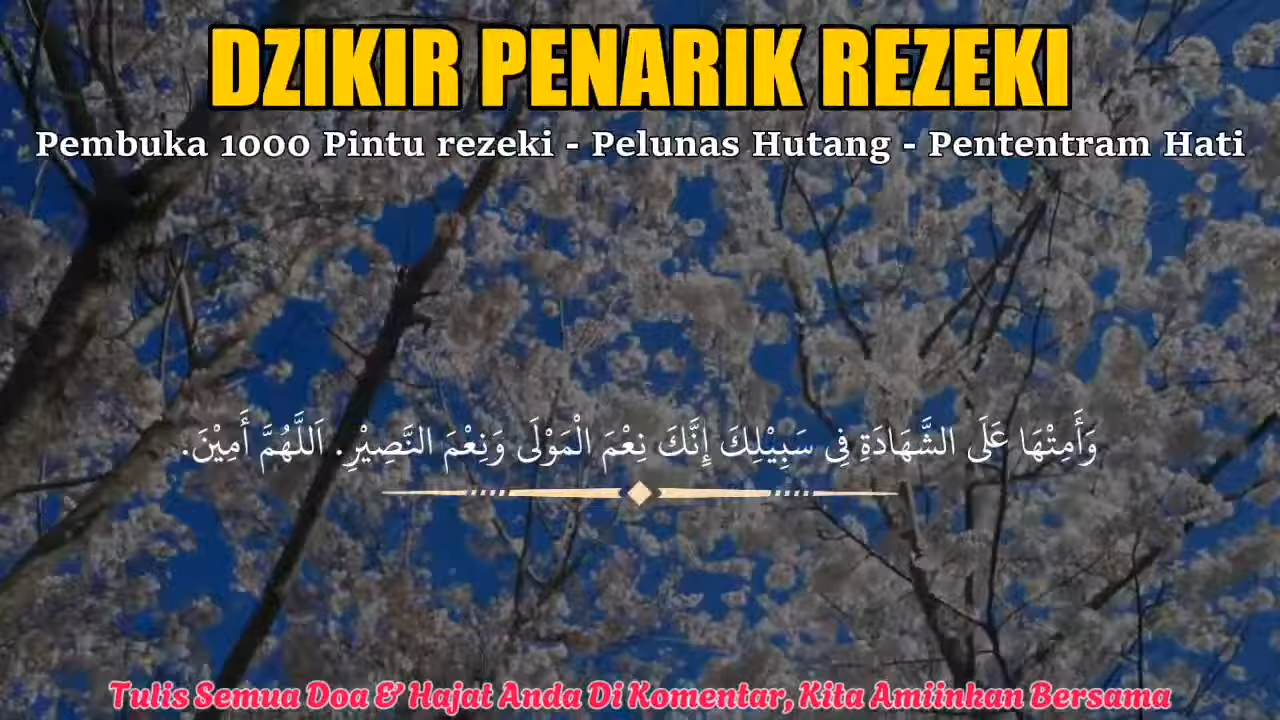 DZIKIR PENARIK REZEKI
Pembuka 1000 Pintu rezeki - Pelunas Hutang - Pententram Hati
وَأَمِتْهَا عَلَى الشَّهَادَةِ فِى سَبِيْلِكَ إِنَّكَ نِعْمَ الْمَوْلَى وَنِعْمَ النَّصِيْرِ. اَللَّهُمَّ أَمِيْنَ.
Tulis Semua Doa & Hajat Anda Di Komentar, Kita Amiinkan Bersama